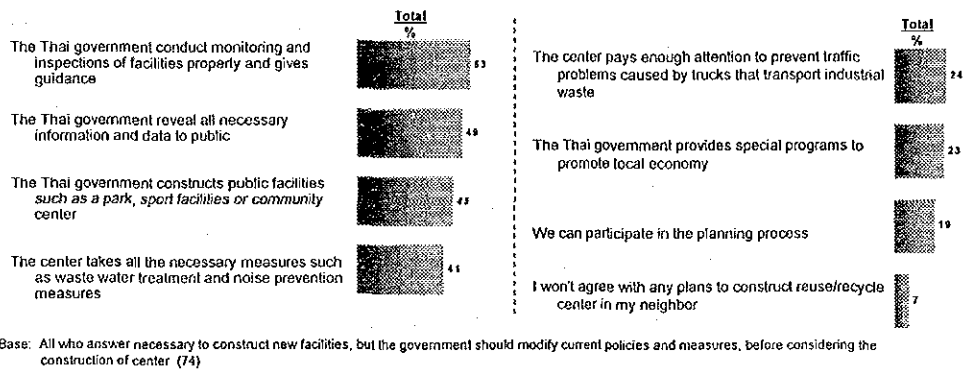 Total
%
The Thai government conduct monitoring and
inspections of facilities properly and gives
guidance
53
The Thai government reveal all necessary
information and data to public
49
The Thai government constructs public facilities
such as a park, sport facilities or community
center
45
The center takes all the necessary measures such
as waste water treatment and noise prevention
measures
41
Total
%
The center pays enough attention to prevent traffic
problems caused by trucks that transport industrial
waste
24
The Thai government provides special programs to
promote local economy
23
We can participate in the planning process
19
I won't agree with any plans to construct reuse/recycle
center in my neighbor
7
Base: All who answer necessary to construct new facilities, but the government should modify current policies and measures, before considering the
construction of center (74)